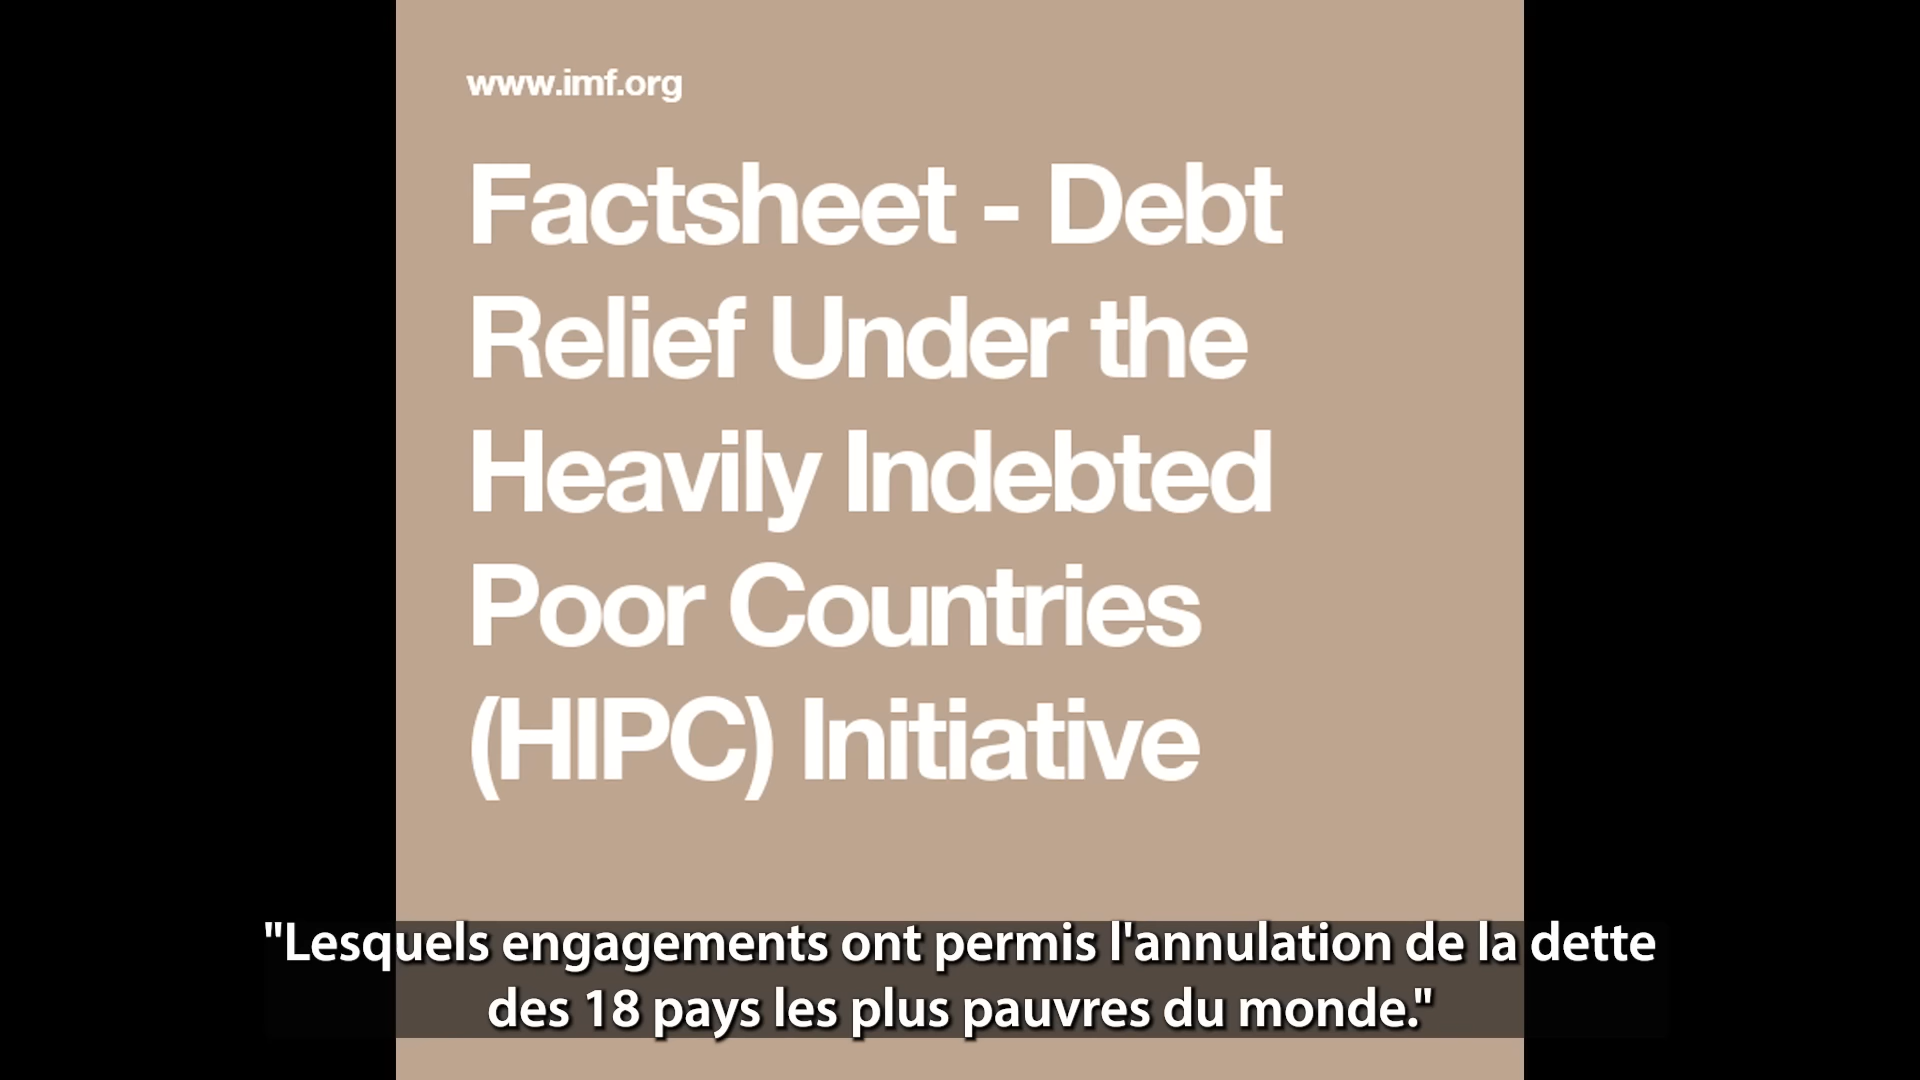 www.imf.org
Factsheet - Debt
Relief Under the
Heavily Indebted
Poor Countries
(HIPC) Initiative
"Lesquels engagements ont permis l'annulation de la dette
des 18 pays les plus pauvres du monde."